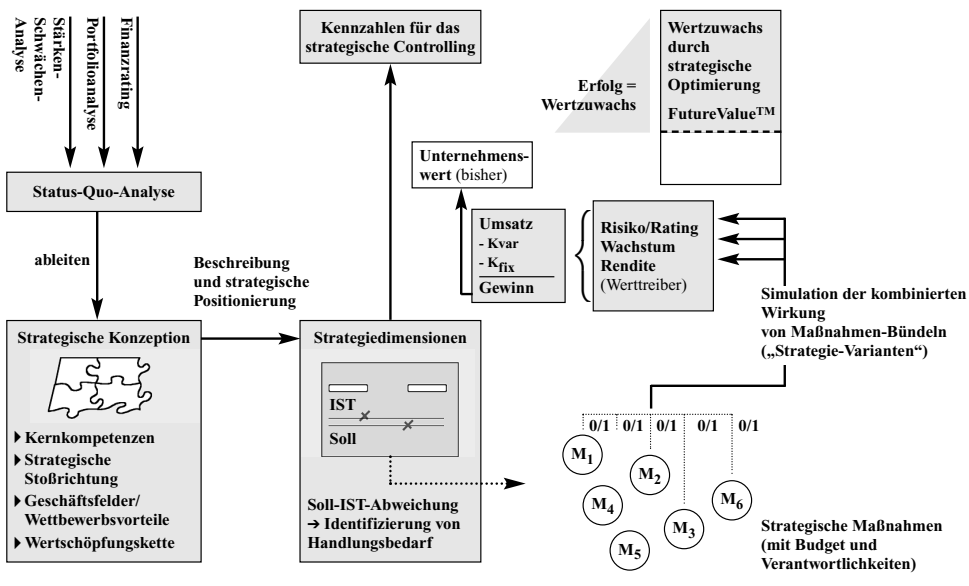 Stärken-
Schwächen-
Analyse
Portfolioanalyse
Finanzrating
Status-Quo-Analyse
ableiten
Beschreibung
und strategische
Positionierung
Strategische Konzeption
Kernkompetenzen
Strategische
Stoßrichtung
Geschäftsfelder/
Wettbewerbsvorteile
Wertschöpfungskette
Kennzahlen für das
strategische Controlling
Strategiedimensionen
IST
Soll
Soll-IST-Abweichung
➔ Identifizierung von
Handlungsbedarf
Erfolg =
Wertzuwachs
Wertzuwachs
durch
strategische
Optimierung
FutureValue™
Unternehmens-
wert (bisher)
Umsatz
- Kvar
- Kfix
Gewinn
Risiko/Rating
Wachstum
Rendite
(Werttreiber)
Simulation der kombinierten
Wirkung
von Maßnahmen-Bündeln
(„Strategie-Varianten“)
0/1 0/1 0/1 0/1 0/1
M1
M2
M4
M6
M3
M5
Strategische Maßnahmen
(mit Budget und
Verantwortlichkeiten)